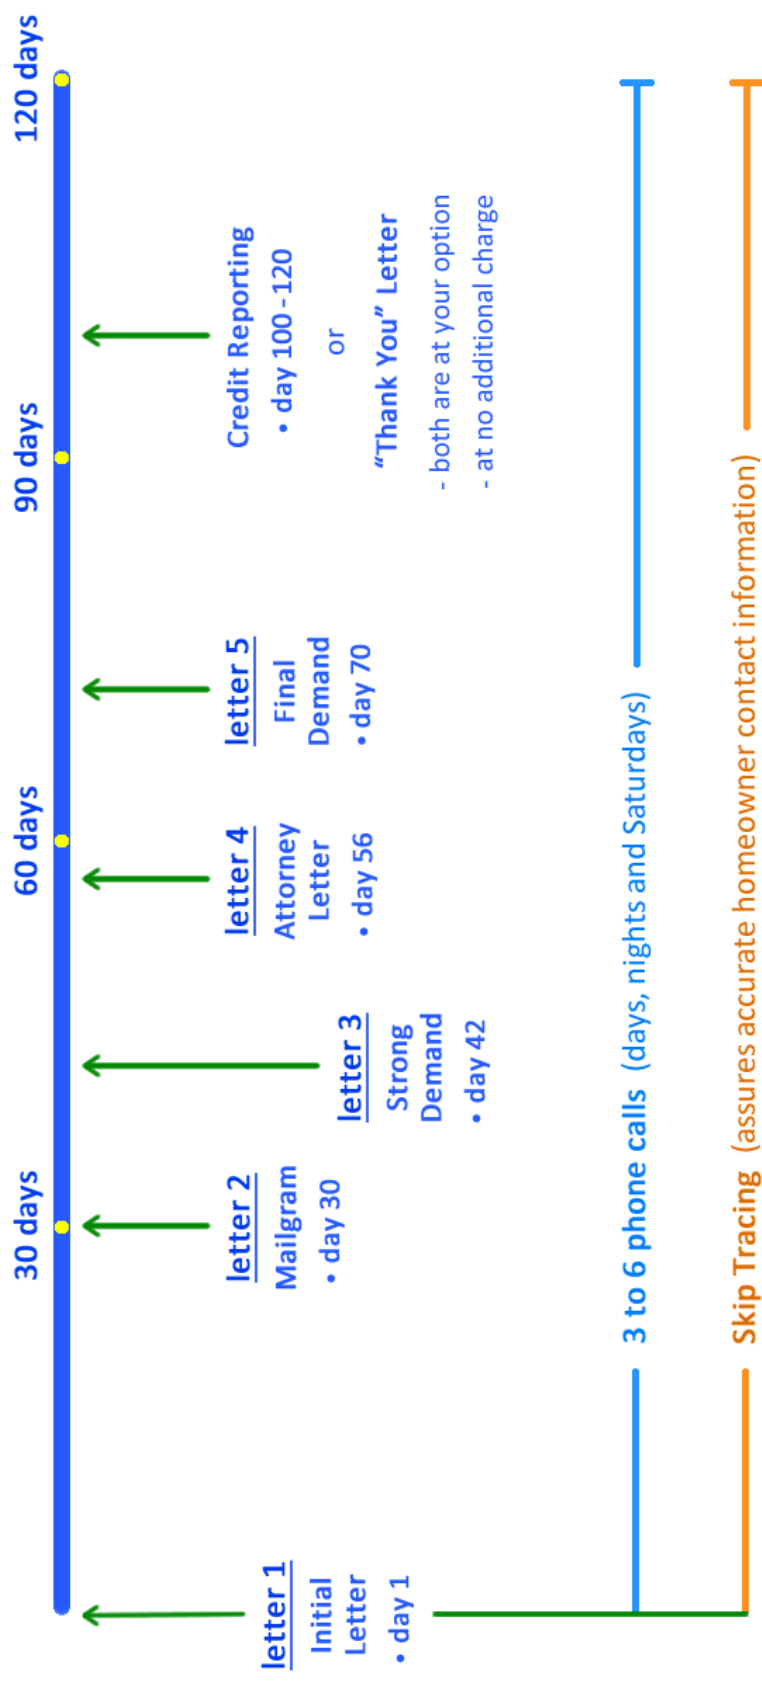 30 days
60 days
90 days
120 days
letter 1
Initial
Letter
• day 1
letter 2
Mailgram
• day 30
letter 3
Strong
Demand
• day 42
letter 4
Attorney
Letter
• day 56
letter 5
Final
Demand
• day 70
Credit Reporting
• day 100 -120
or
“Thank You” Letter
- both are at your option
- at no additional charge
3 to 6 phone calls (days, nights and Saturdays)
Skip Tracing (assures accurate homeowner contact information)